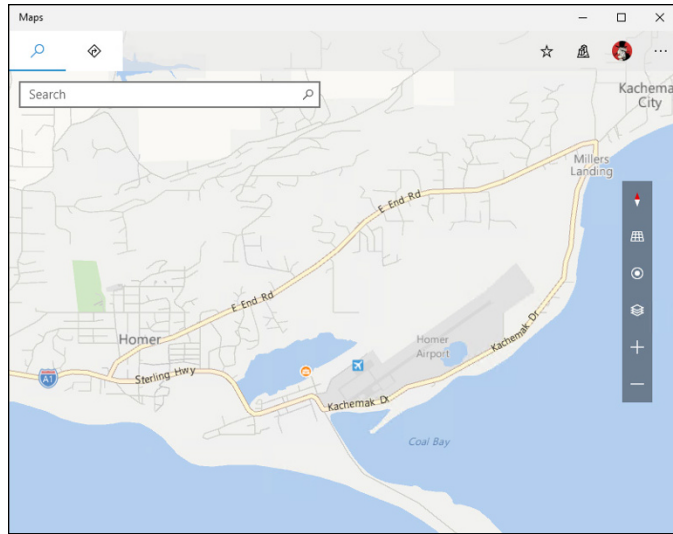 Maps
Search
Kachema
City
Millers
Landing
E End Rd
E End Rd
Homer
Homer
Airport
Kachemak Dr
Sterling Hwy
A1
Kachemak Dr
Coal Bay